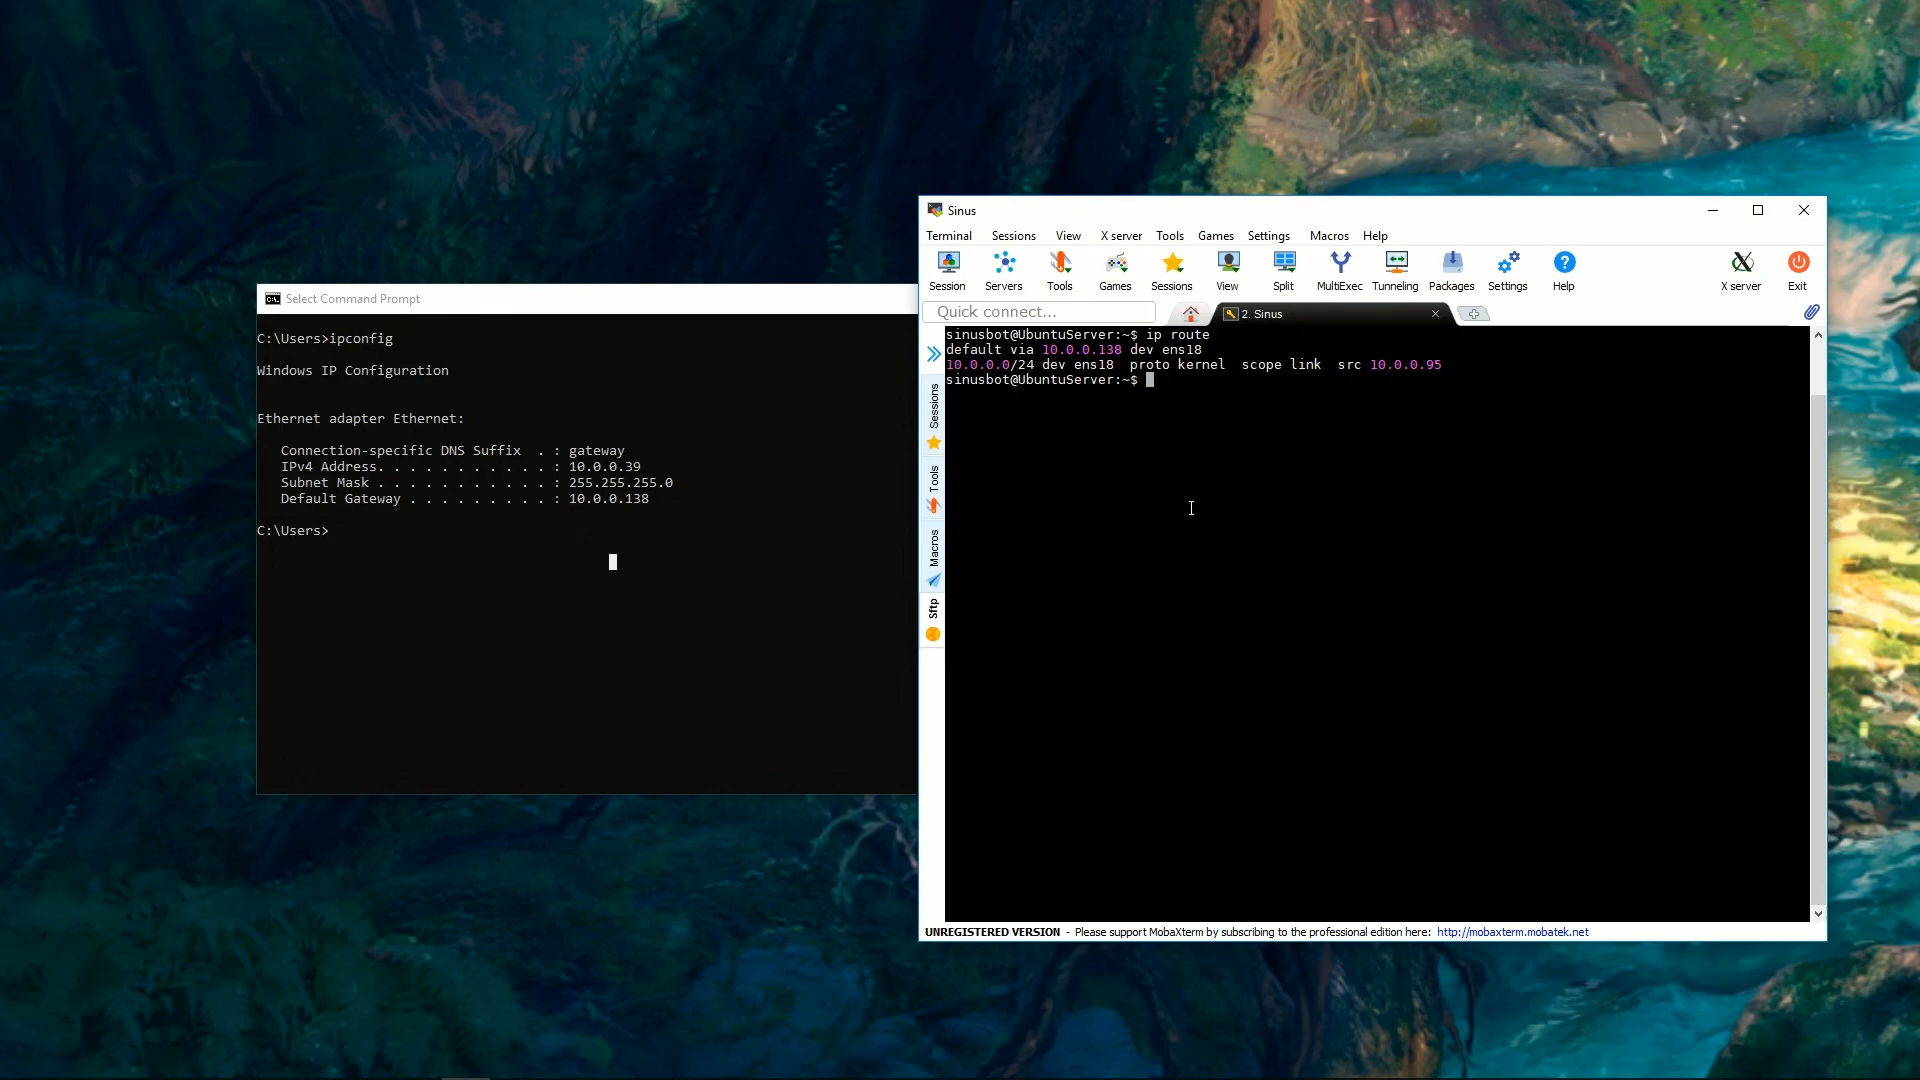 Select Command Prompt
C:\Users>ipconfig
Windows IP Configuration
Ethernet adapter Ethernet:
Connection-specific DNS Suffix . : gateway
IPv4 Address. . . . . . . . . . . : 10.0.0.39
Subnet Mask . . . . . . . . . . . : 255.255.255.0
Default Gateway . . . . . . . . . : 10.0.0.138
C:\Users>
Sinus
Terminal Sessions View X server Tools Games Settings Macros Help
Session Servers Tools Games Sessions View Split MultiExec Tunneling Packages Settings Help X server Exit
Quick connect... 2. Sinus
sinusbot@UbuntuServer:~$ ip route
default via 10.0.0.138 dev ens18
10.0.0.0/24 dev ens18  proto kernel  scope link  src 10.0.0.95
sinusbot@UbuntuServer:~$
Sessions
Tools
Macros
Sftp
UNREGISTERED VERSION - Please support MobaXterm by subscribing to the professional edition here: http://mobaxterm.mobatek.net